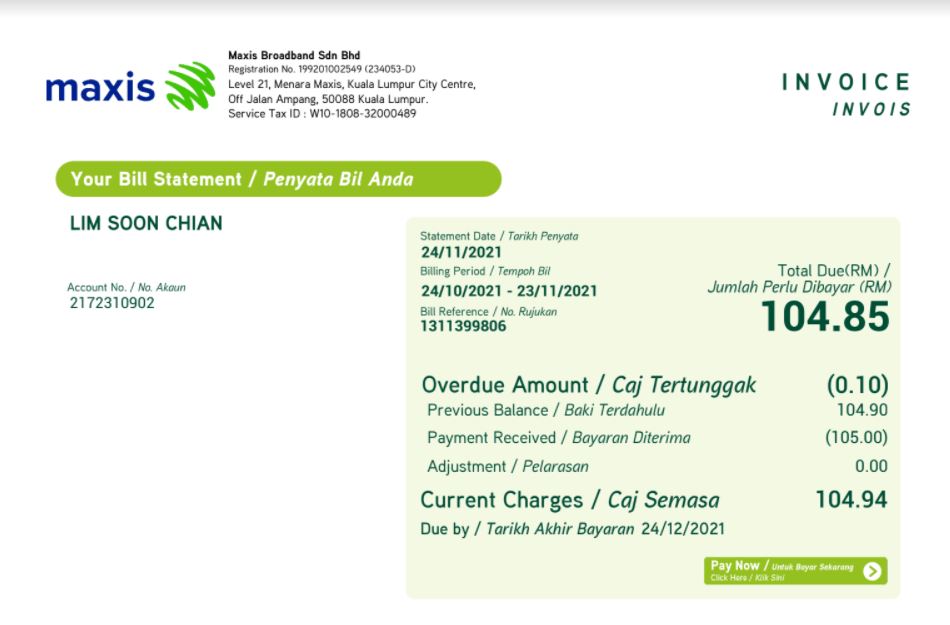 maxis
Maxis Broadband Sdn Bhd
Registration No. 199201002549 (234053-D)
Level 21, Menara Maxis, Kuala Lumpur City Centre,
Off Jalan Ampang, 50088 Kuala Lumpur.
Service Tax ID : W10-1808-32000489
INVOICE
INVOIS
Your Bill Statement / Penyata Bil Anda
LIM SOON CHIAN
Account No. / No. Akaun
2172310902
Statement Date / Tarikh Penyata
24/11/2021
Billing Period / Tempoh Bil
24/10/2021 - 23/11/2021
Bill Reference / No. Rujukan
1311399806
Total Due(RM) /
Jumlah Perlu Dibayar (RM)
104.85
Overdue Amount / Caj Tertunggak (0.10)
Previous Balance / Baki Terdahulu 104.90
Payment Received / Bayaran Diterima (105.00)
Adjustment / Pelarasan 0.00
Current Charges / Caj Semasa 104.94
Due by / Tarikh Akhir Bayaran 24/12/2021
Pay Now / Untuk Bayar Sekarang
Click Here / Klik Sini